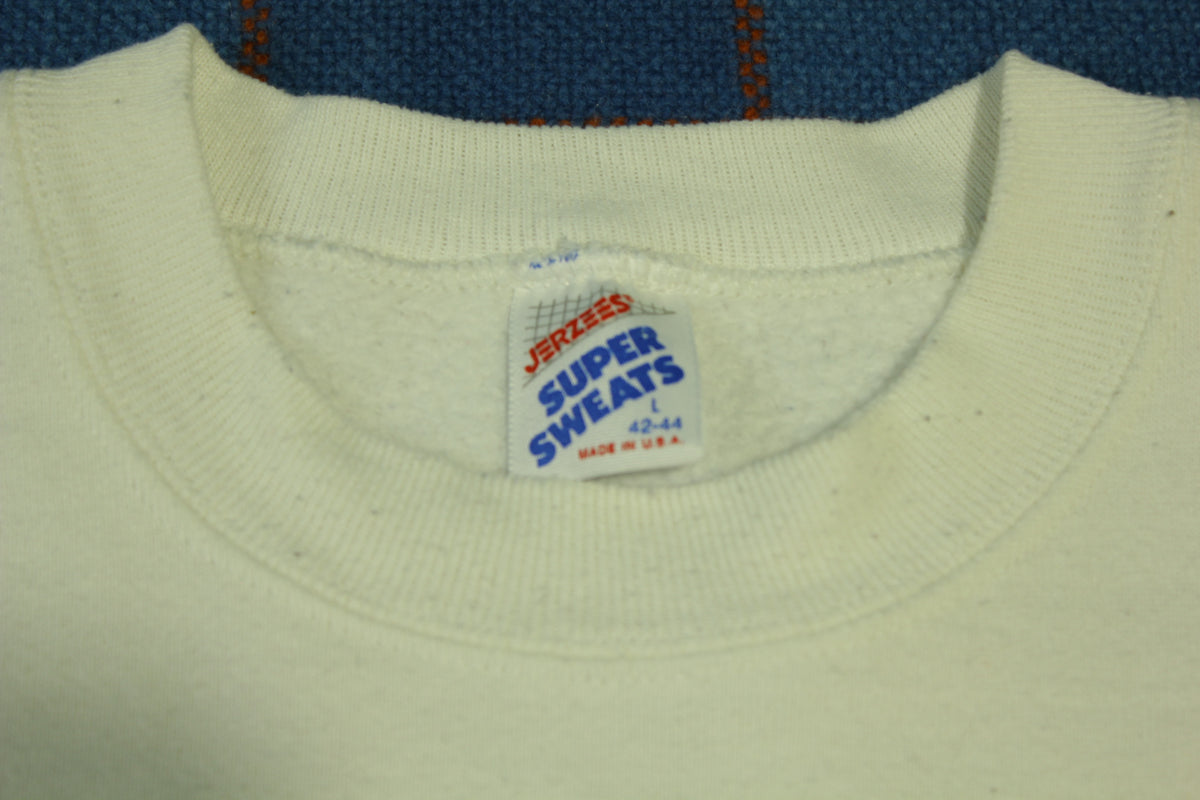 JERZEES
SUPER
SWEATS
L
42-44
MADE IN U.S.A.